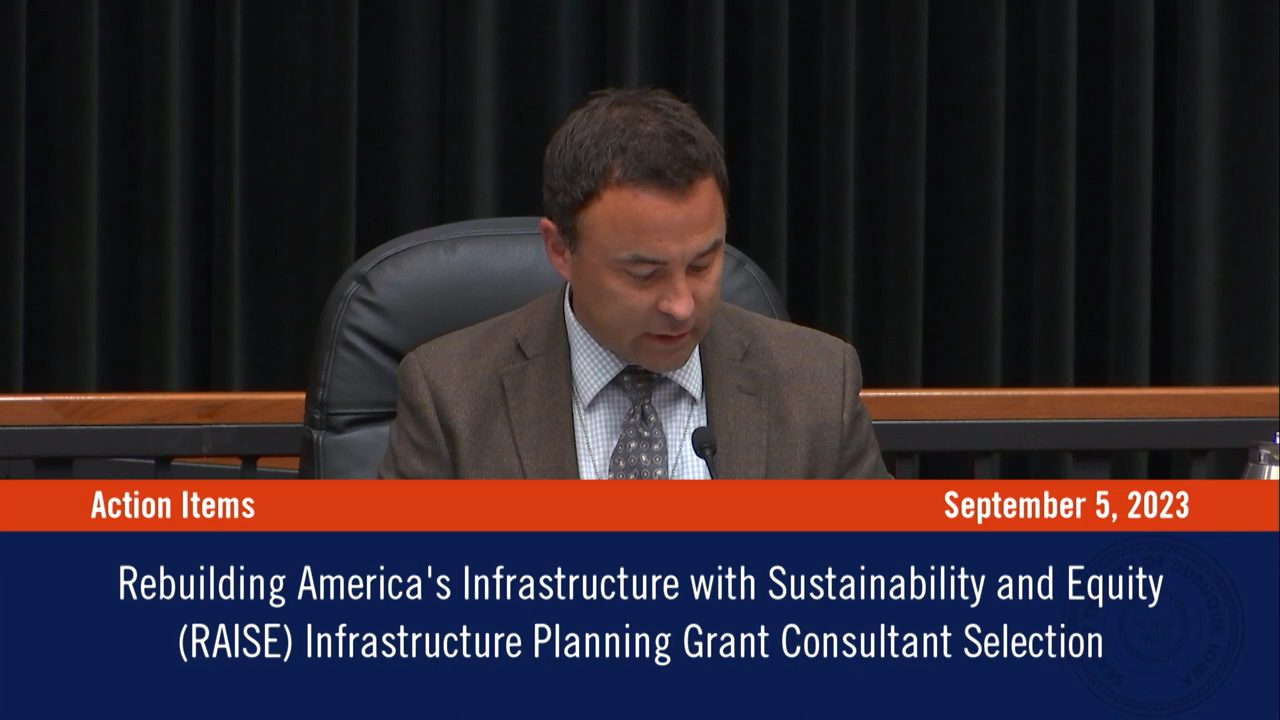 Action Items
September 5, 2023
Rebuilding America's Infrastructure with Sustainability and Equity
(RAISE) Infrastructure Planning Grant Consultant Selection